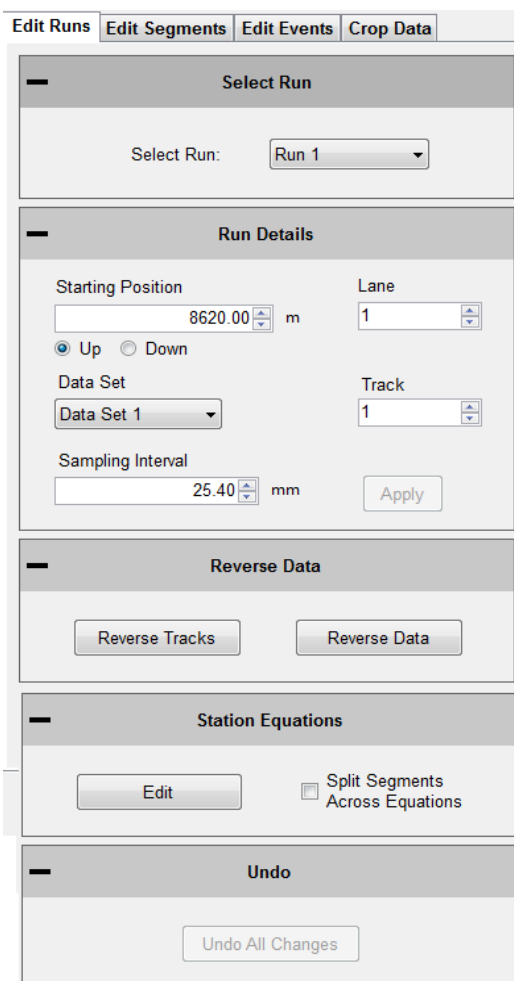 Edit Runs Edit Segments Edit Events Crop Data
Select Run
Select Run: Run 1
Run Details
Starting Position Lane
8620.00 m 1
Up Down
Data Set Track
Data Set 1 1
Sampling Interval
25.40 mm Apply
Reverse Data
Reverse Tracks Reverse Data
Station Equations
Edit Split Segments
Across Equations
Undo
Undo All Changes